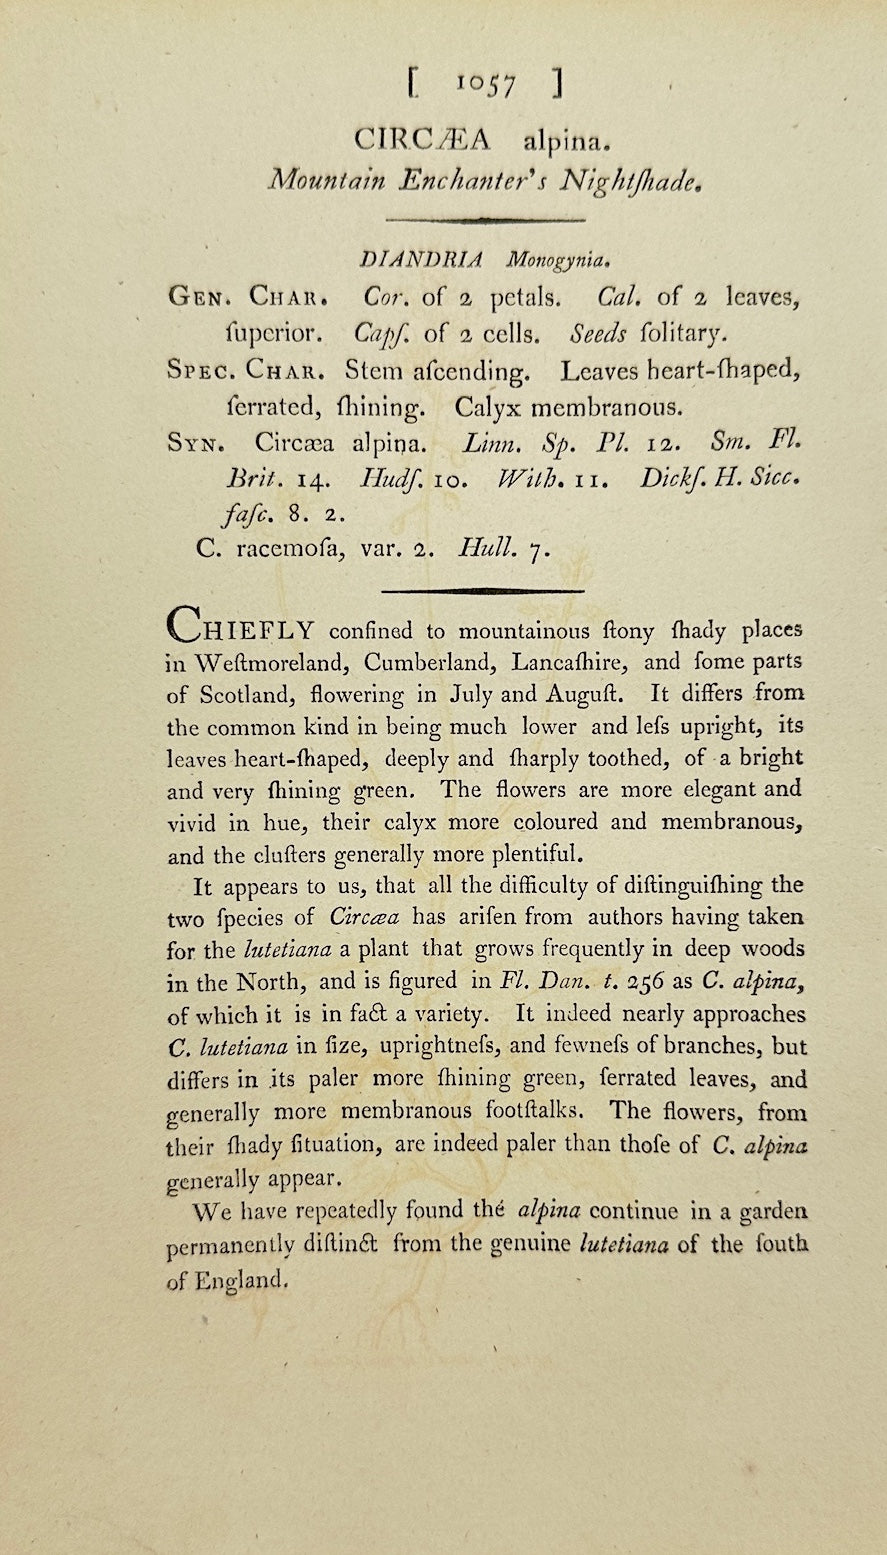 [ 1057 ]
CIRCÆA alpina.
Mountain Enchanter's Nightſhade.
DIANDRIA Monogynia.
GEN. CHAR. Cor. of 2 petals. Cal. of 2 leaves,
ſuperior. Capſ. of 2 cells. Seeds ſolitary.
SPEC. CHAR. Stem aſcending. Leaves heart-ſhaped,
ſerrated, ſhining. Calyx membranous.
SYN. Circæa alpina. Linn. Sp. Pl. 12. Sm. Fl.
Brit. 14. Hudſ. 10. With. 11. Dickſ. H. Sicc.
faſc. 8. 2.
C. racemoſa, var. 2. Hull. 7.
CHIEFLY confined to mountainous ſtony ſhady places
in Weſtmoreland, Cumberland, Lancaſhire, and ſome parts
of Scotland, flowering in July and Auguſt. It differs from
the common kind in being much lower and leſs upright, its
leaves heart-ſhaped, deeply and ſharply toothed, of a bright
and very ſhining green. The flowers are more elegant and
vivid in hue, their calyx more coloured and membranous,
and the cluſters generally more plentiful.
It appears to us, that all the difficulty of diſtinguiſhing the
two ſpecies of Circæa has ariſen from authors having taken
for the lutetiana a plant that grows frequently in deep woods
in the North, and is figured in Fl. Dan. t. 256 as C. alpina,
of which it is in fact a variety. It indeed nearly approaches
C. lutetiana in ſize, uprightneſs, and fewneſs of branches, but
differs in its paler more ſhining green, ſerrated leaves, and
generally more membranous footſtalks. The flowers, from
their ſhady ſituation, are indeed paler than thoſe of C. alpina
generally appear.
We have repeatedly found the alpina continue in a garden
permanently diſtinct from the genuine lutetiana of the ſouth
of England.